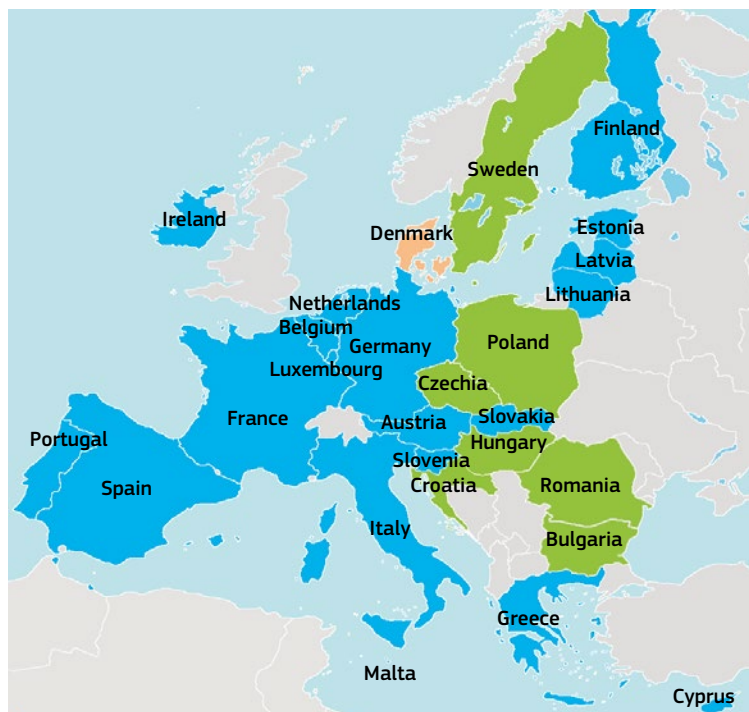 Finland
Sweden
Ireland
Estonia
Denmark
Latvia
Lithuania
Netherlands
Belgium
Germany
Poland
Luxembourg
Czechia
France
Austria
Slovakia
Portugal
Hungary
Slovenia
Spain
Croatia
Romania
Italy
Bulgaria
Greece
Malta
Cyprus